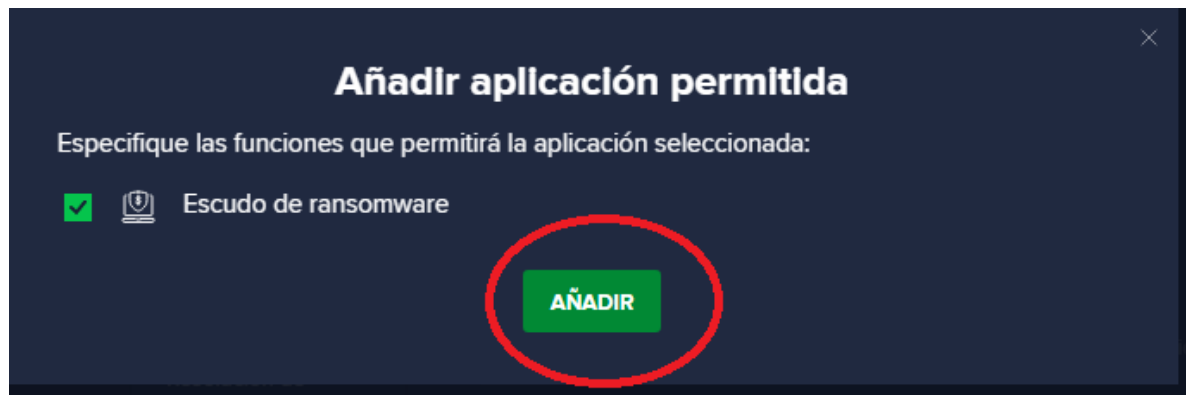 Añadir aplicación permitida
Especifique las funciones que permitirá la aplicación seleccionada:
Escudo de ransomware
AÑADIR